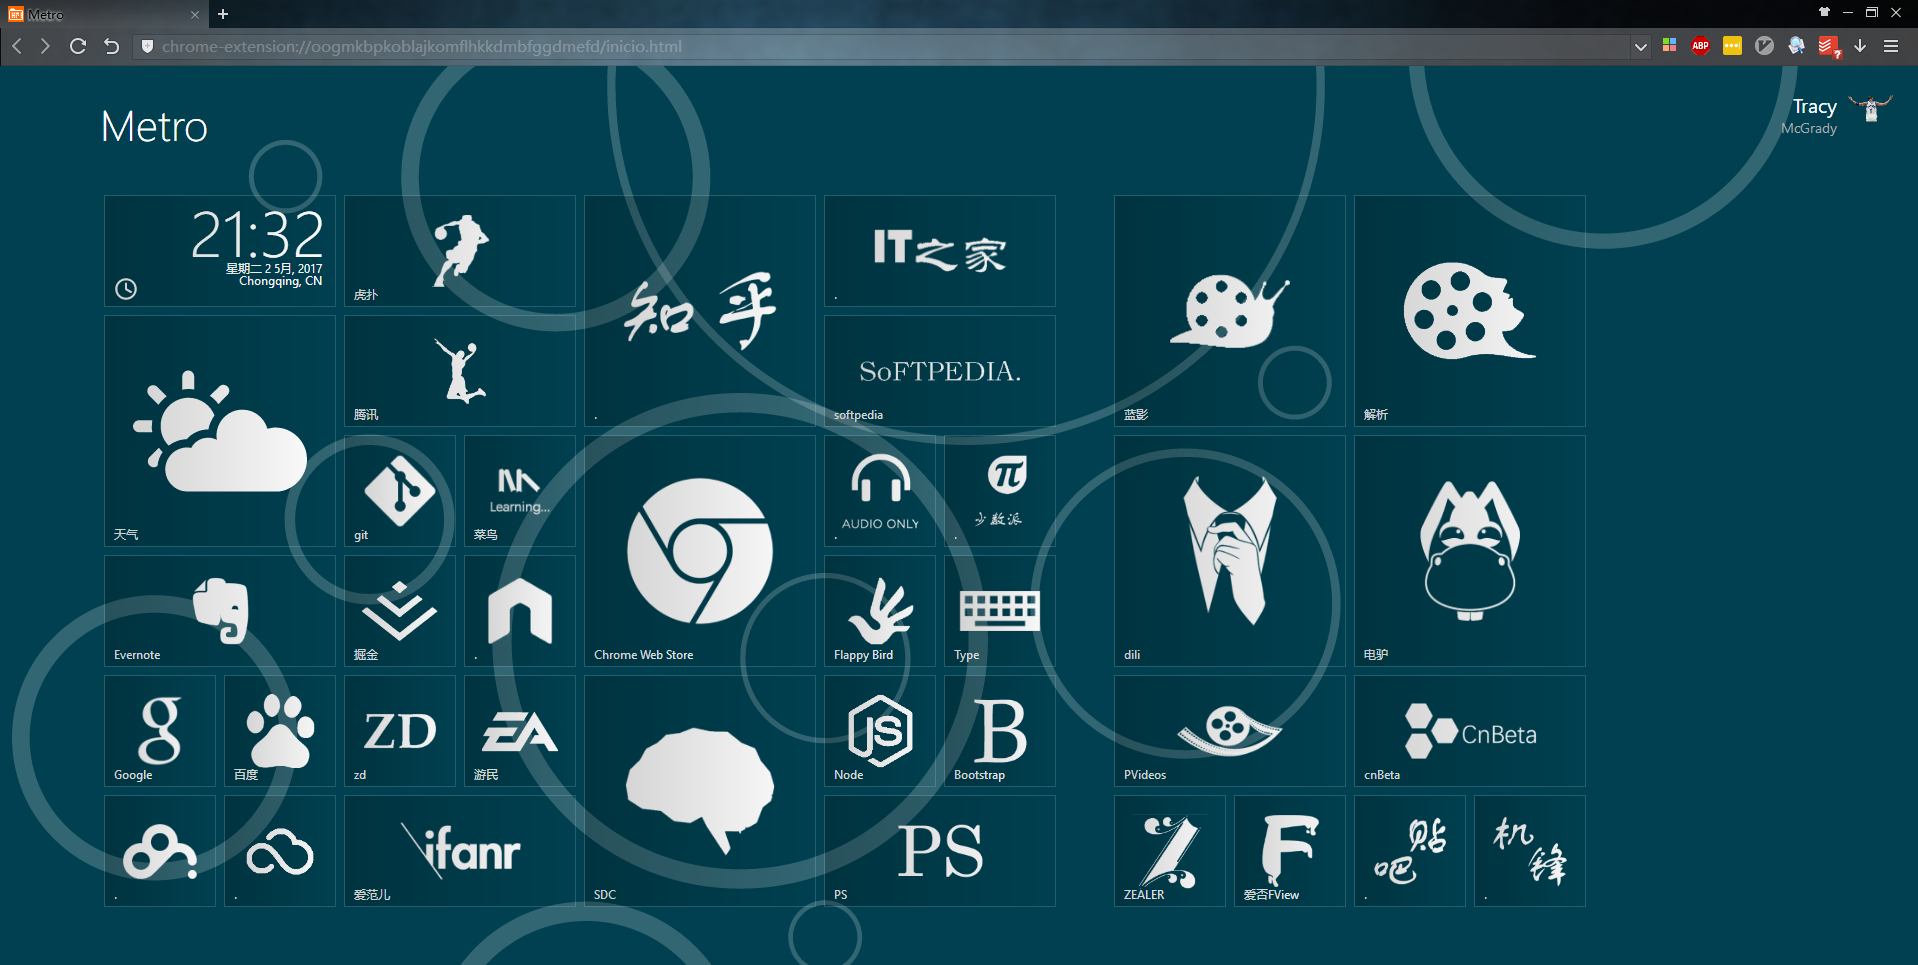 Metro
chrome-extension://oogmkbpkoblajkomflhkkdmbfggdmefd/inicio.html
ABP
?
Metro
Tracy
McGrady
21:32
星期二 2 5月, 2017
Chongqing, CN
虎扑
知乎
.
IT之家
.
蓝影
解析
天气
腾讯
SOFTPEDIA.
softpedia
git
Learning...
菜鸟
Chrome Web Store
AUDIO ONLY
.
π
少数派
.
dili
电驴
Evernote
掘金
.
Flappy Bird
Type
g
Google
百度
ZD
zd
EA
游民
SDC
JS
Node
B
Bootstrap
PVideos
CnBeta
cnBeta
.
.
ifanr
爱范儿
PS
PS
Z
ZEALER
F
爱否FView
贴吧
.
机锋
.